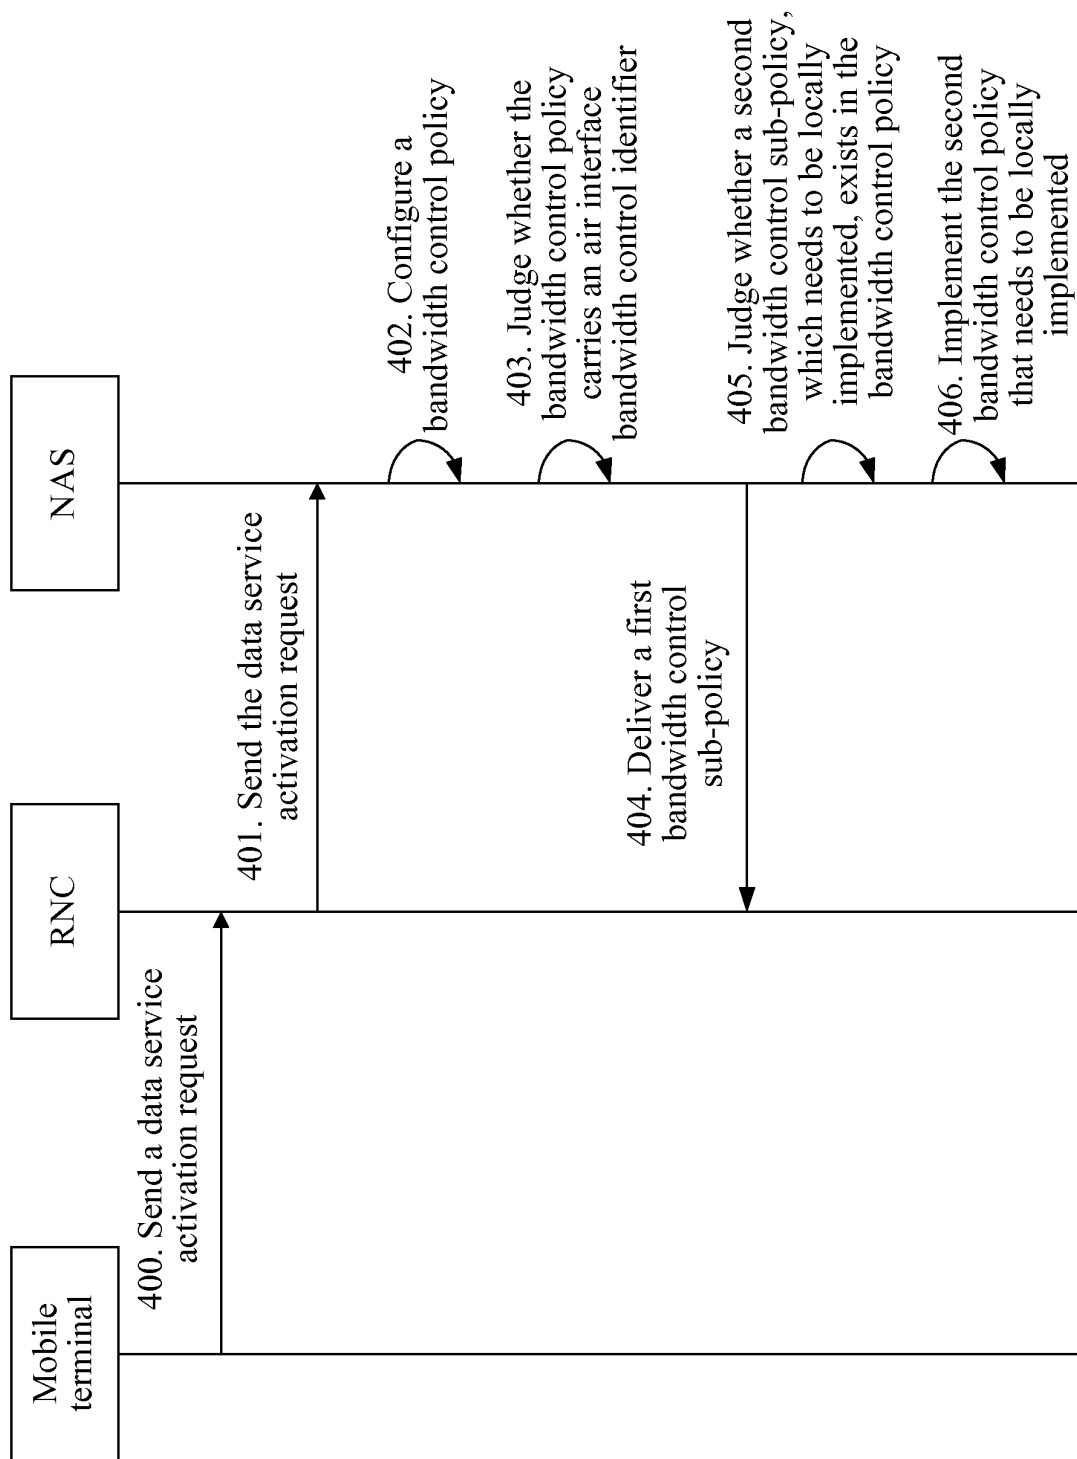 Mobile
terminal
RNC
NAS
400. Send a data service
activation request
401. Send the data service
activation request
402. Configure a
bandwidth control policy
403. Judge whether the
bandwidth control policy
carries an air interface
bandwidth control identifier
404. Deliver a first
bandwidth control
sub-policy
405. Judge whether a second
bandwidth control sub-policy,
which needs to be locally
implemented, exists in the
bandwidth control policy
406. Implement the second
bandwidth control policy
that needs to be locally
implemented